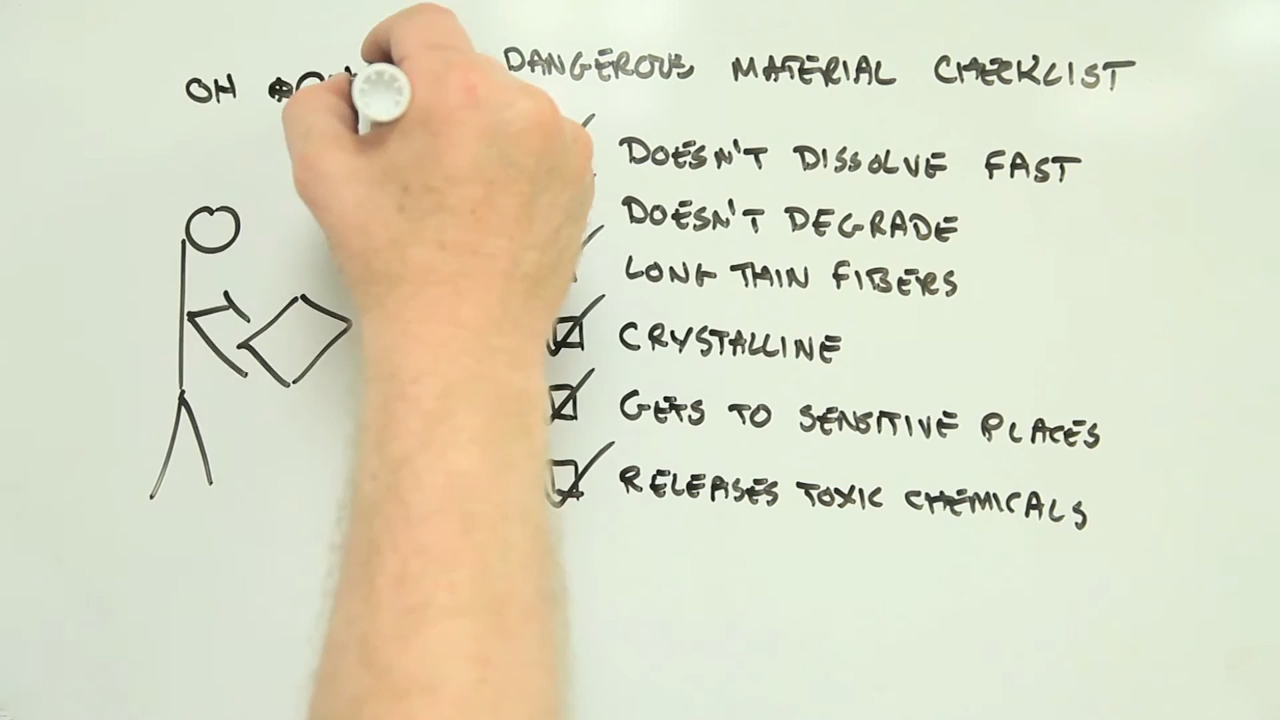 OH
DANGEROUS MATERIAL CHECKLIST
DOESN'T DISSOLVE FAST
DOESN'T DEGRADE
LONG THIN FIBERS
CRYSTALLINE
GETS TO SENSITIVE PLACES
RELEASES TOXIC CHEMICALS